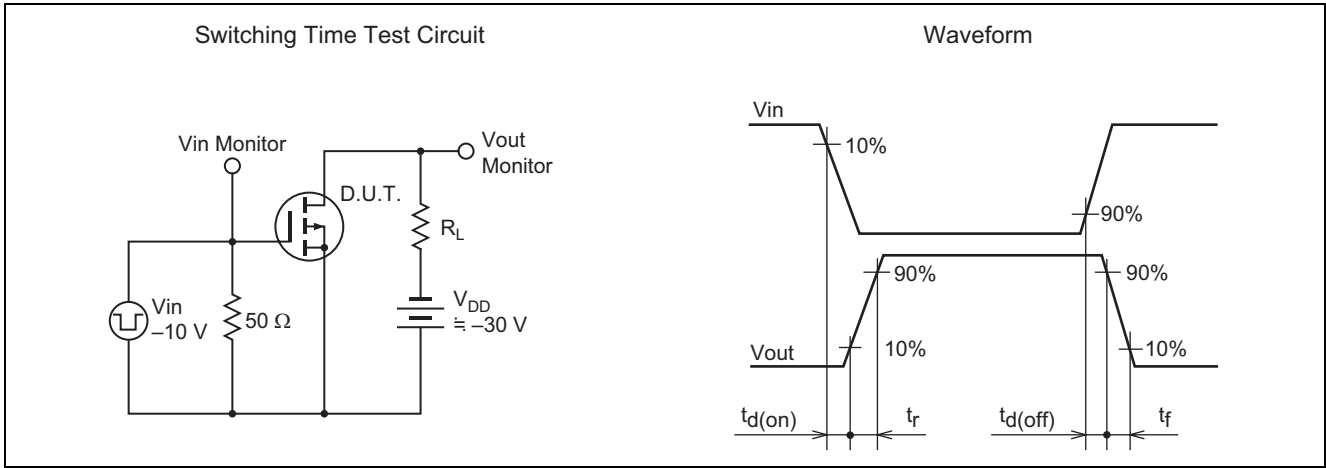 Switching Time Test Circuit
Vin Monitor
Vout
Monitor
D.U.T.
RL
Vin
–10 V
50 Ω
VDD
≒ –30 V
Waveform
Vin
10%
90%
90%
90%
Vout
10%
10%
td(on)
tr
td(off)
tf